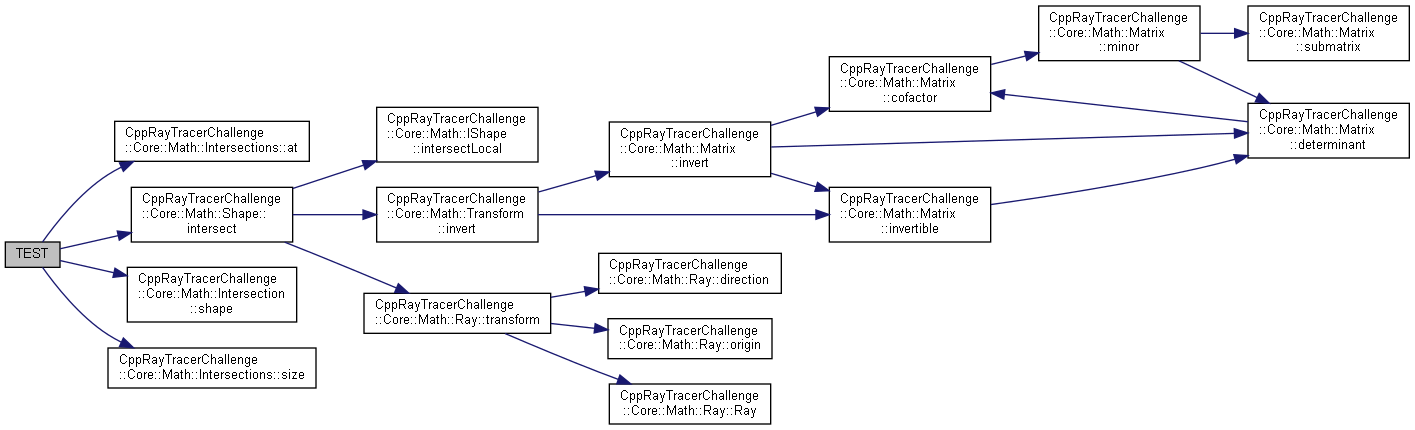 TEST
CppRayTracerChallenge
::Core::Math::Intersections::at
CppRayTracerChallenge
::Core::Math::Shape::
intersect
CppRayTracerChallenge
::Core::Math::Intersection
::shape
CppRayTracerChallenge
::Core::Math::Intersections::size
CppRayTracerChallenge
::Core::Math::IShape
::intersectLocal
CppRayTracerChallenge
::Core::Math::Transform
::invert
CppRayTracerChallenge
::Core::Math::Ray::transform
CppRayTracerChallenge
::Core::Math::Matrix
::invert
CppRayTracerChallenge
::Core::Math::Ray::direction
CppRayTracerChallenge
::Core::Math::Ray::origin
CppRayTracerChallenge
::Core::Math::Ray::Ray
CppRayTracerChallenge
::Core::Math::Matrix
::cofactor
CppRayTracerChallenge
::Core::Math::Matrix
::invertible
CppRayTracerChallenge
::Core::Math::Matrix
::minor
CppRayTracerChallenge
::Core::Math::Matrix
::submatrix
CppRayTracerChallenge
::Core::Math::Matrix
::determinant